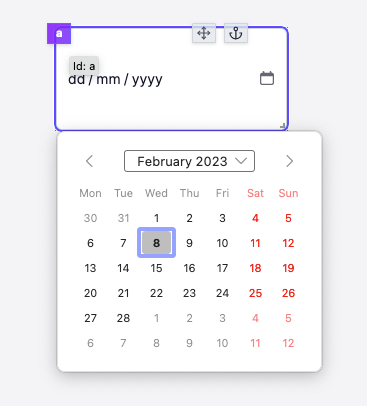 a
Id: a
dd / mm / yyyy
February 2023
Mon Tue Wed Thu Fri Sat Sun
30 31 1 2 3 4 5
6 7 8 9 10 11 12
13 14 15 16 17 18 19
20 21 22 23 24 25 26
27 28 1 2 3 4 5
6 7 8 9 10 11 12